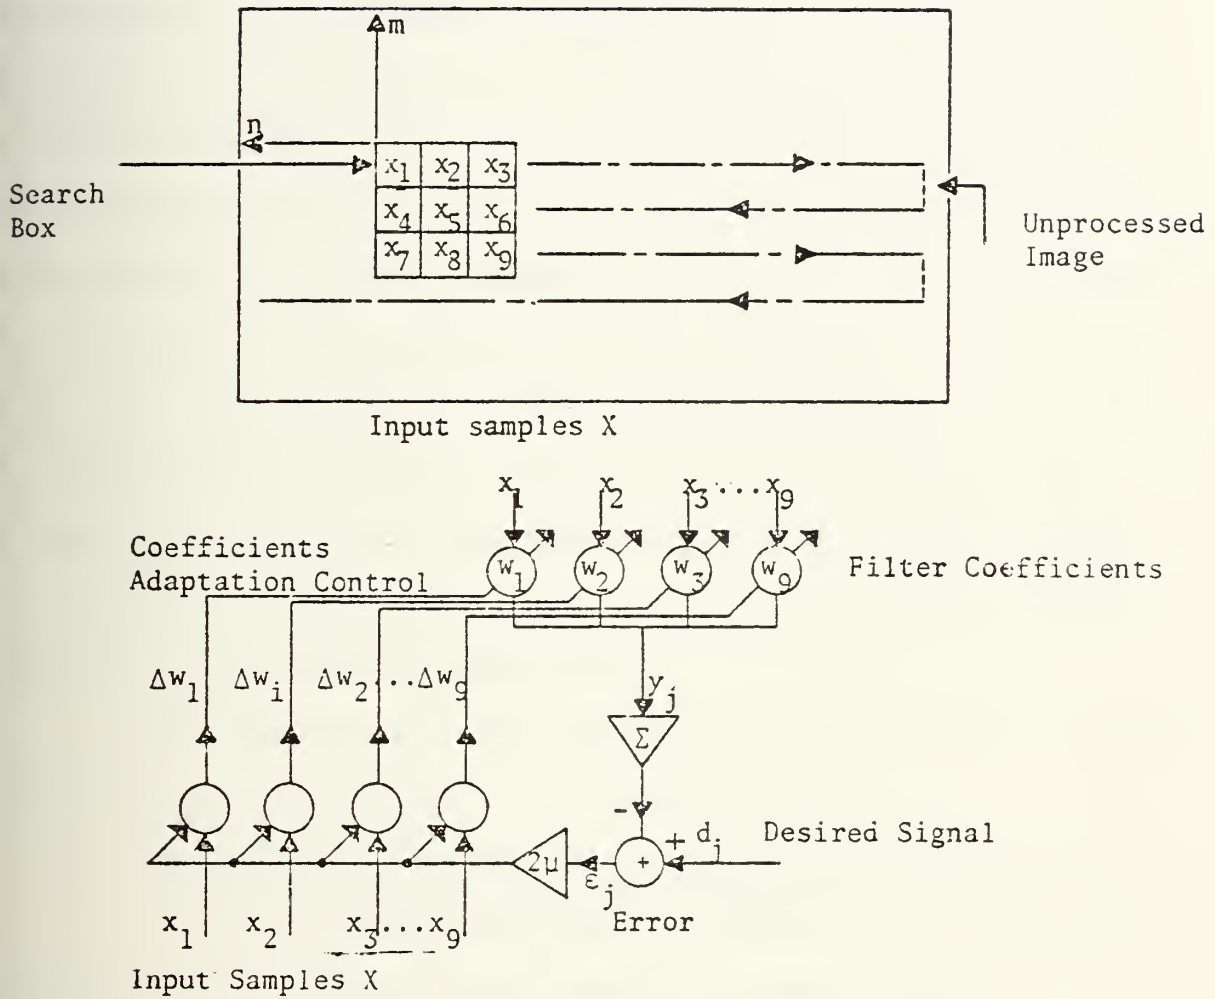 m
n
Search
Box
x1 x2 x3
x4 x5 x6
x7 x8 x9
Unprocessed
Image
Input samples X
x1 x2 x3...x9
Coefficients
Adaptation Control
w1 w2 w3 w9
Filter Coefficients
Δw1 Δwi Δw2...Δw9
yj
Σ
-
+ dj
Desired Signal
2μ
εj
+
Error
x1 x2 x3...x9
Input Samples X